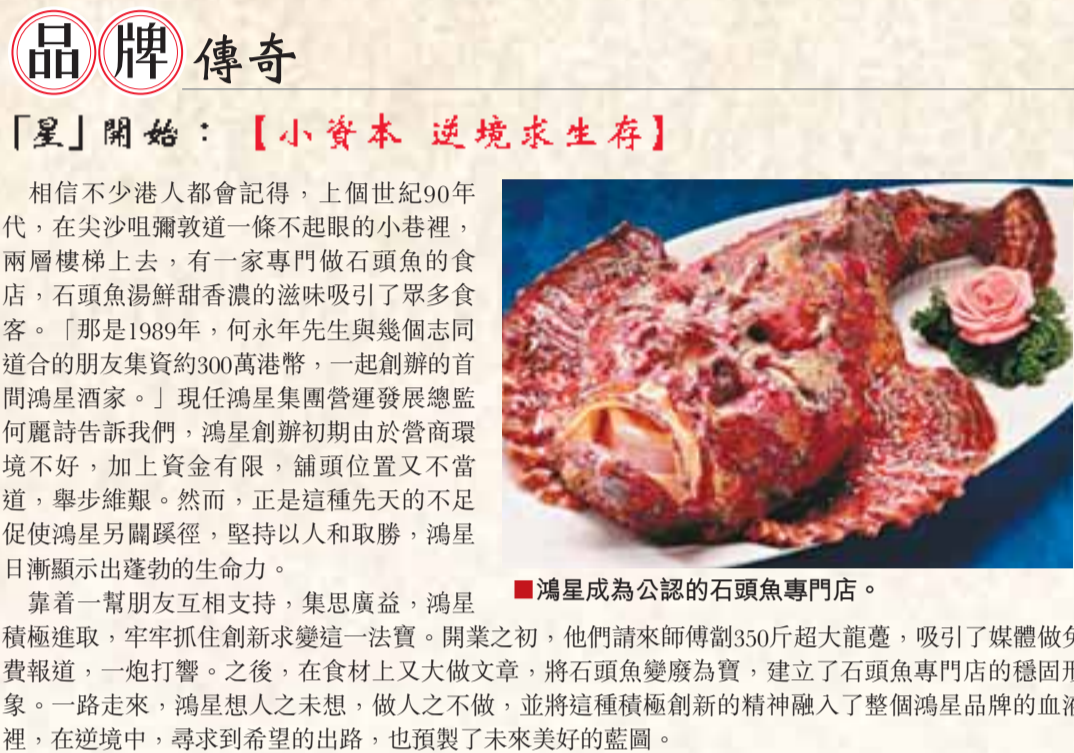 品牌傳奇
「星」開始：【小資本 逆境求生存】
相信不少港人都會記得，上個世紀90年
代，在尖沙咀彌敦道一條不起眼的小巷裡，
兩層樓梯上去，有一家專門做石頭魚的食
店，石頭魚湯鮮甜香濃的滋味吸引了眾多食
客。「那是1989年，何永年先生與幾個志同
道合的朋友集資約300萬港幣，一起創辦的首
間鴻星酒家。」現任鴻星集團營運發展總監
何麗詩告訴我們，鴻星創辦初期由於營商環
境不好，加上資金有限，舖頭位置又不當
道，舉步維艱。然而，正是這種先天的不足
促使鴻星另闢蹊徑，堅持以人和取勝，鴻星
日漸顯示出蓬勃的生命力。
■鴻星成為公認的石頭魚專門店。
靠着一幫朋友互相支持，集思廣益，鴻星
積極進取，牢牢抓住創新求變這一法寶。開業之初，他們請來師傅劏350斤超大龍躉，吸引了媒體做免
費報道，一炮打響。之後，在食材上又大做文章，將石頭魚變廢為寶，建立了石頭魚專門店的穩固形
象。一路走來，鴻星想人之未想，做人之不做，並將這種積極創新的精神融入了整個鴻星品牌的血液
裡，在逆境中，尋求到希望的出路，也預製了未來美好的藍圖。